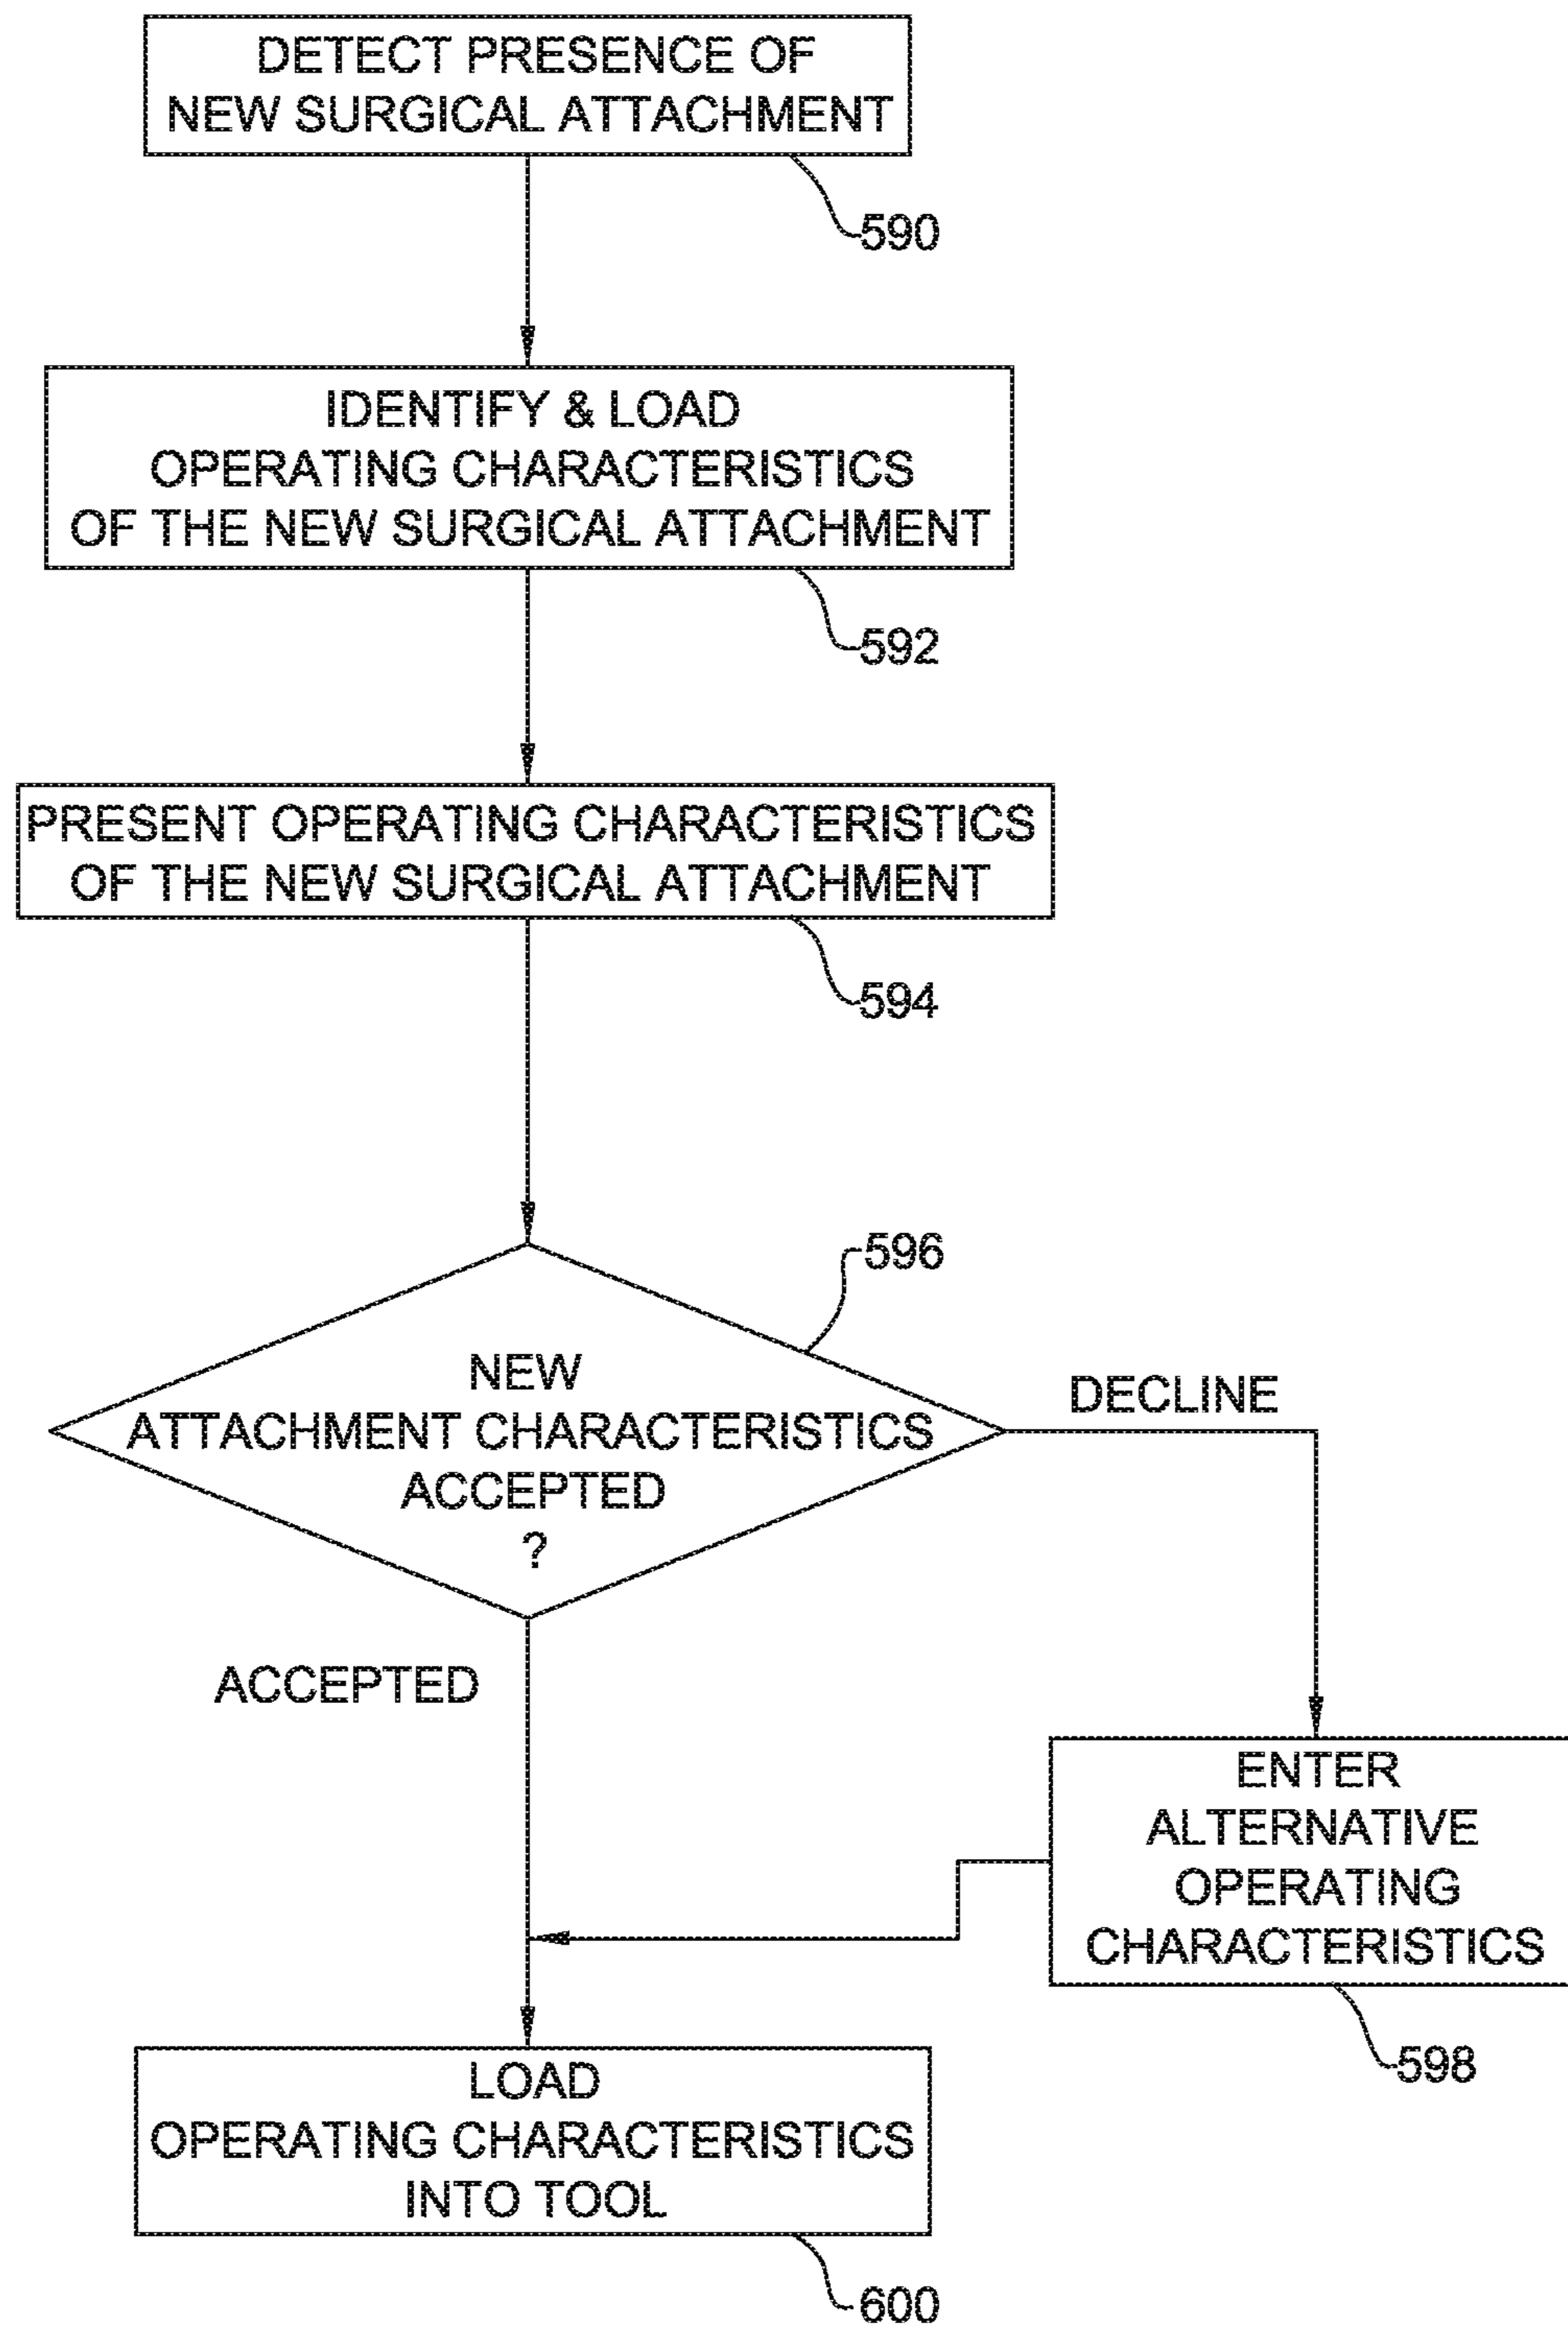 DETECT PRESENCE OF
NEW SURGICAL ATTACHMENT
590
IDENTIFY & LOAD
OPERATING CHARACTERISTICS
OF THE NEW SURGICAL ATTACHMENT
592
PRESENT OPERATING CHARACTERISTICS
OF THE NEW SURGICAL ATTACHMENT
594
596
NEW
ATTACHMENT CHARACTERISTICS
ACCEPTED
?
DECLINE
ACCEPTED
ENTER
ALTERNATIVE
OPERATING
CHARACTERISTICS
598
LOAD
OPERATING CHARACTERISTICS
INTO TOOL
600